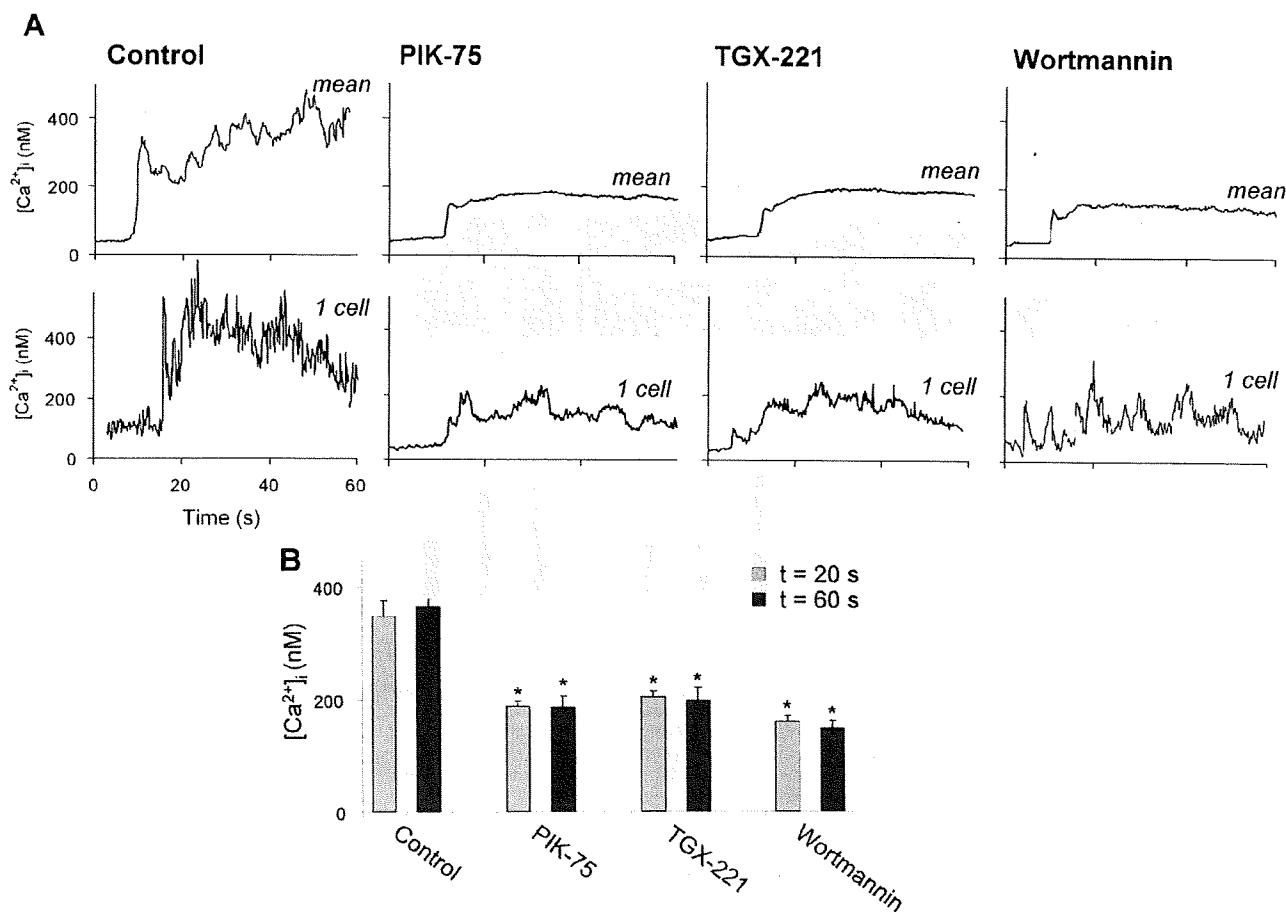 A
Control
PIK-75
TGX-221
Wortmannin
mean
mean
mean
mean
[Ca²⁺]ᵢ (nM)
400
200
0
1 cell
1 cell
1 cell
1 cell
[Ca²⁺]ᵢ (nM)
400
200
0
0 20 40 60
Time (s)
B
t = 20 s
t = 60 s
[Ca²⁺]ᵢ (nM)
400
200
0
* * * * * *
Control
PIK-75
TGX-221
Wortmannin